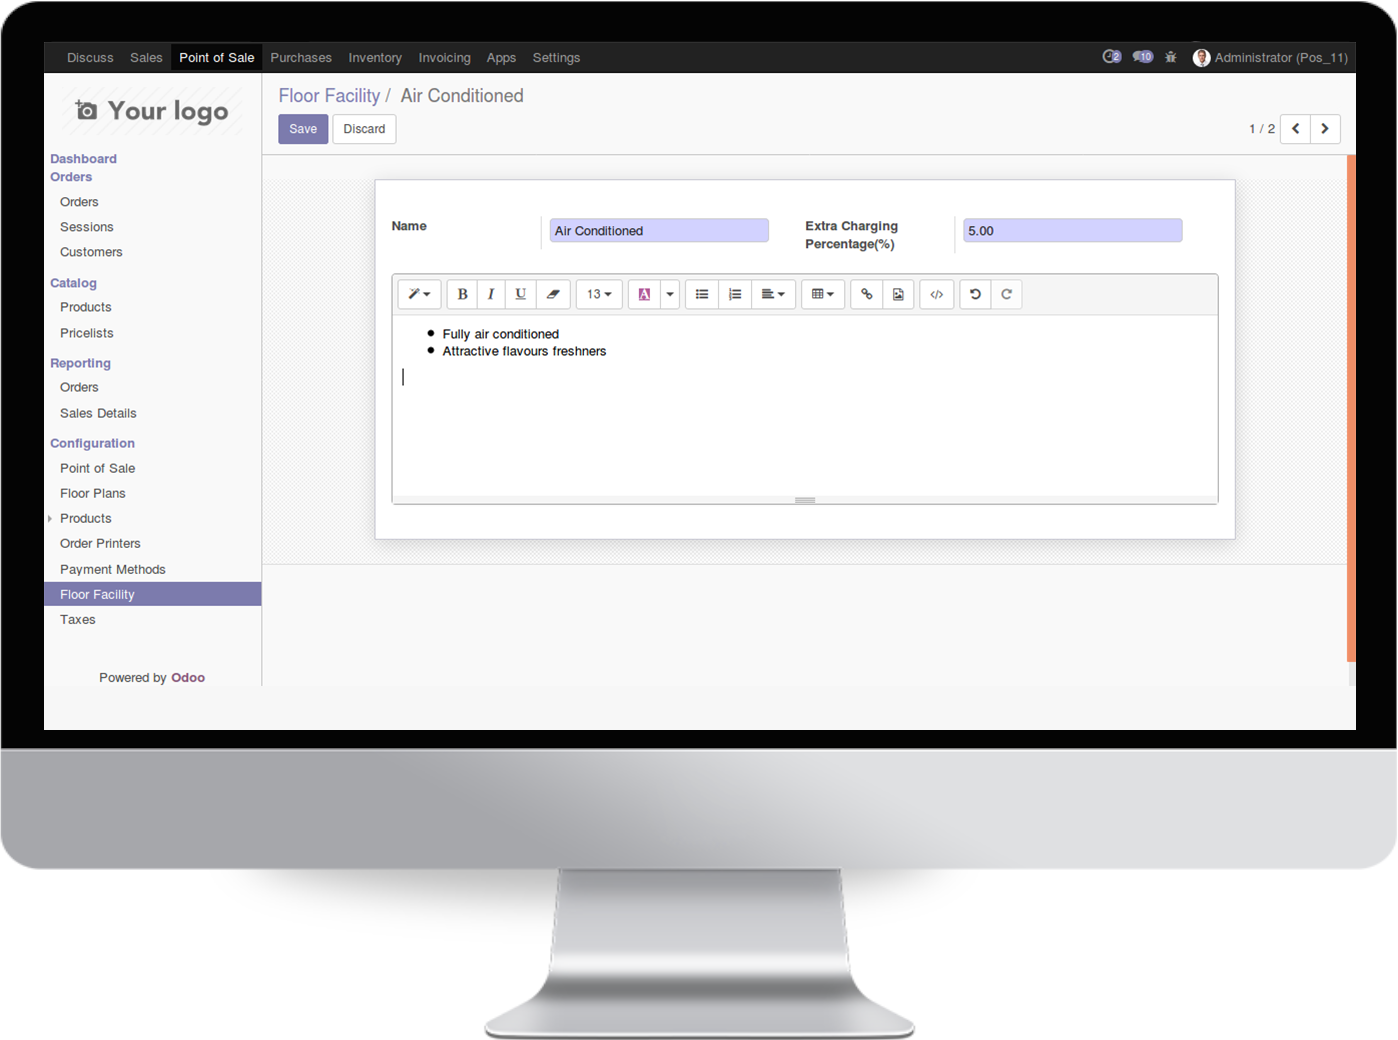 Discuss Sales Point of Sale Purchases Inventory Invoicing Apps Settings 2 10 Administrator (Pos_11)
Your logo
Floor Facility / Air Conditioned
Save Discard
1 / 2
Dashboard
Orders
Orders
Sessions
Customers
Catalog
Products
Pricelists
Reporting
Orders
Sales Details
Configuration
Point of Sale
Floor Plans
Products
Order Printers
Payment Methods
Floor Facility
Taxes
Powered by Odoo
Name Air Conditioned
Extra Charging
Percentage(%)
5.00
B I U 13 A
Fully air conditioned
Attractive flavours freshners